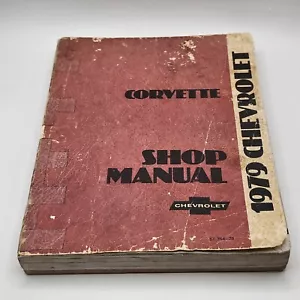 CORVETTE
SHOP
MANUAL
CHEVROLET
1979 CHEVROLET